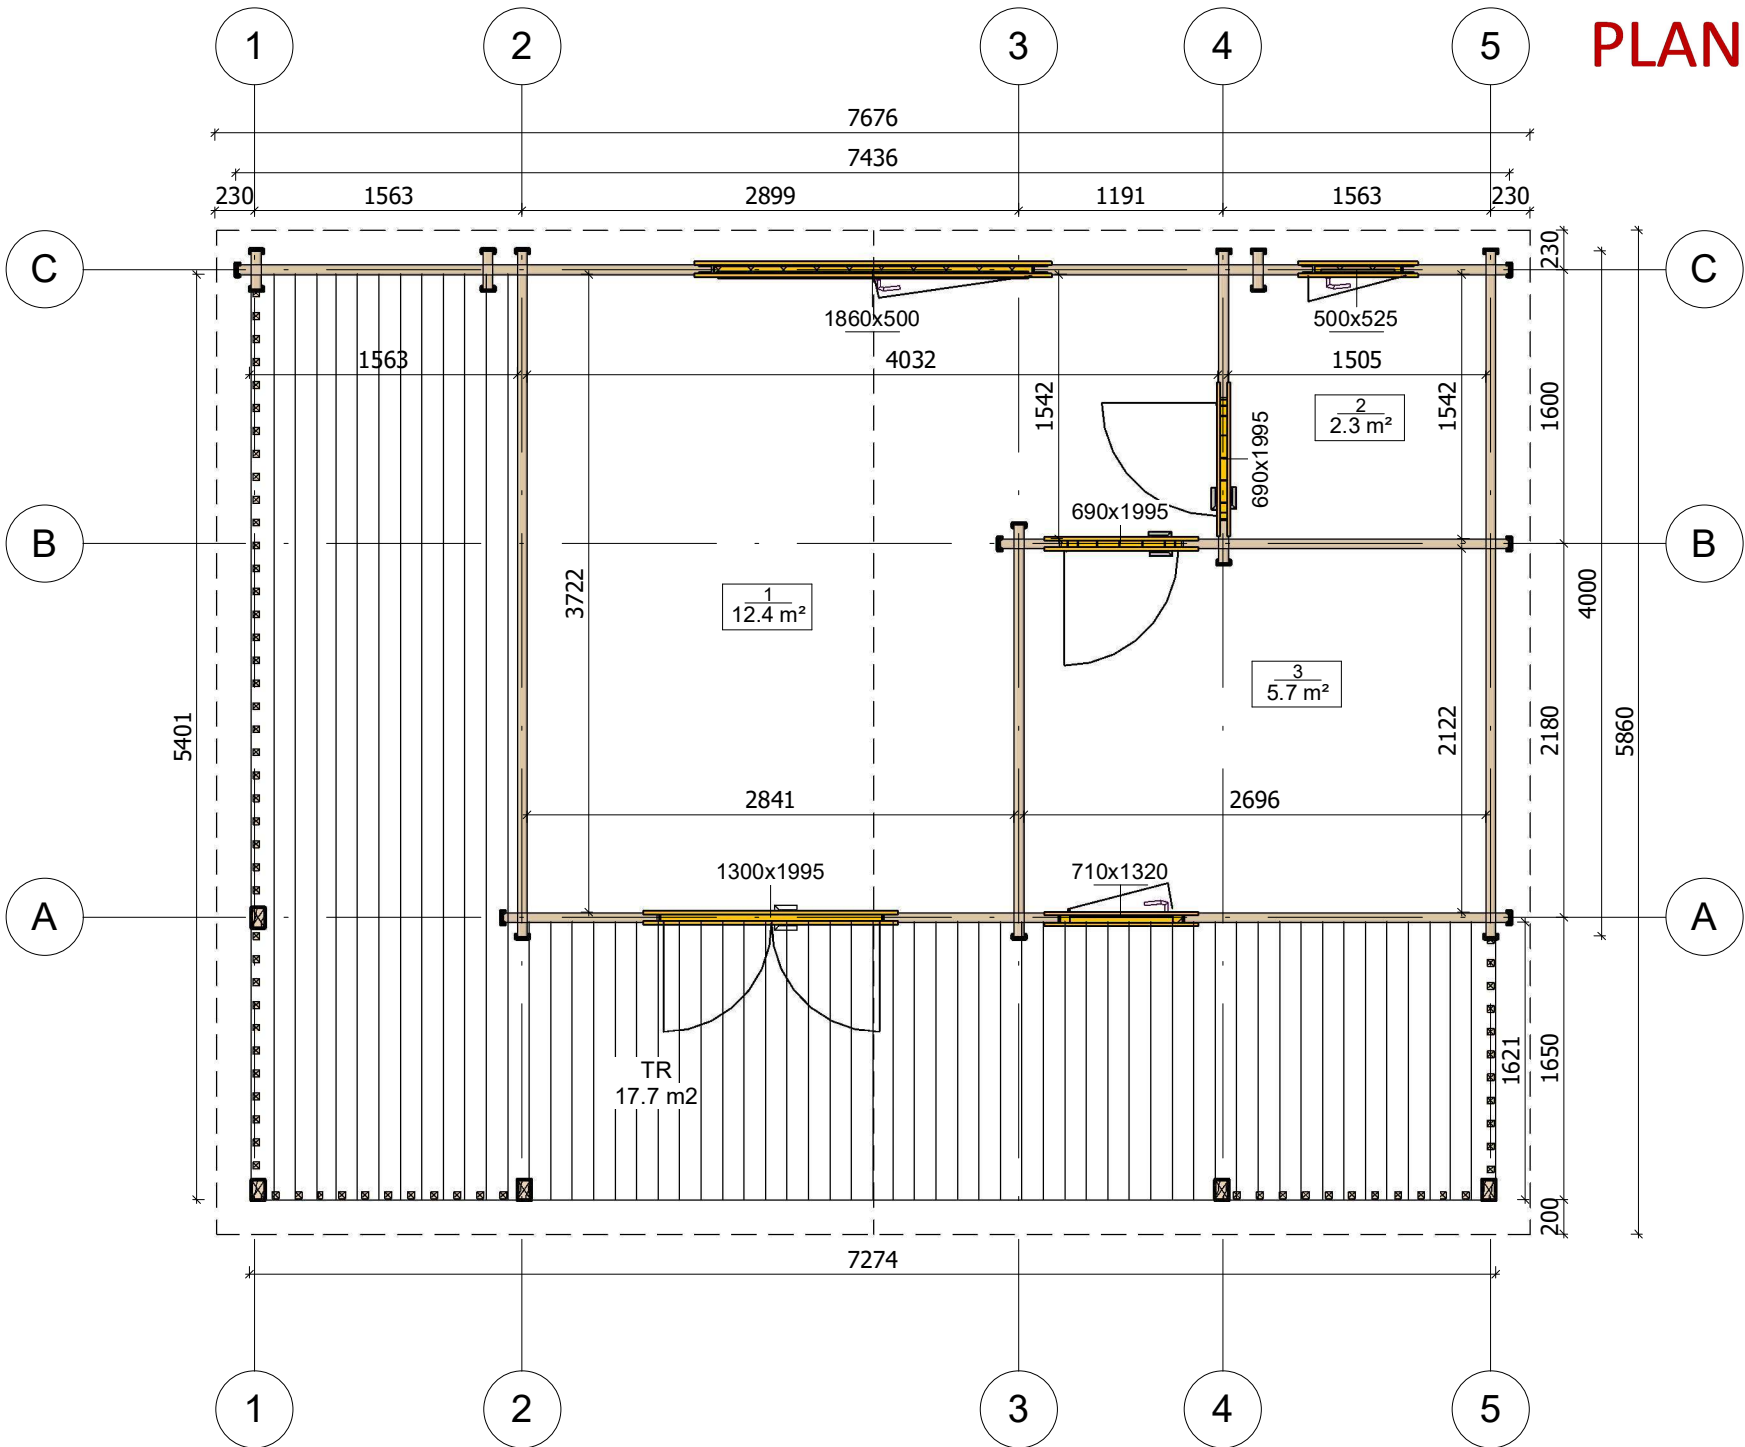 1 2 3 4 5 PLAN
7676
7436
230 1563 2899 1191 1563 230
C C
230
1860x500 500x525
1563 4032 1505
1542 1542 1600
2
2.3 m²
690x1995
690x1995
B B
3722 4000
1
12.4 m²
3
5.7 m²
5401 2122 2180 5860
2841 2696
1300x1995 710x1320
A A
1621 1650
TR
17.7 m2
200
7274
1 2 3 4 5